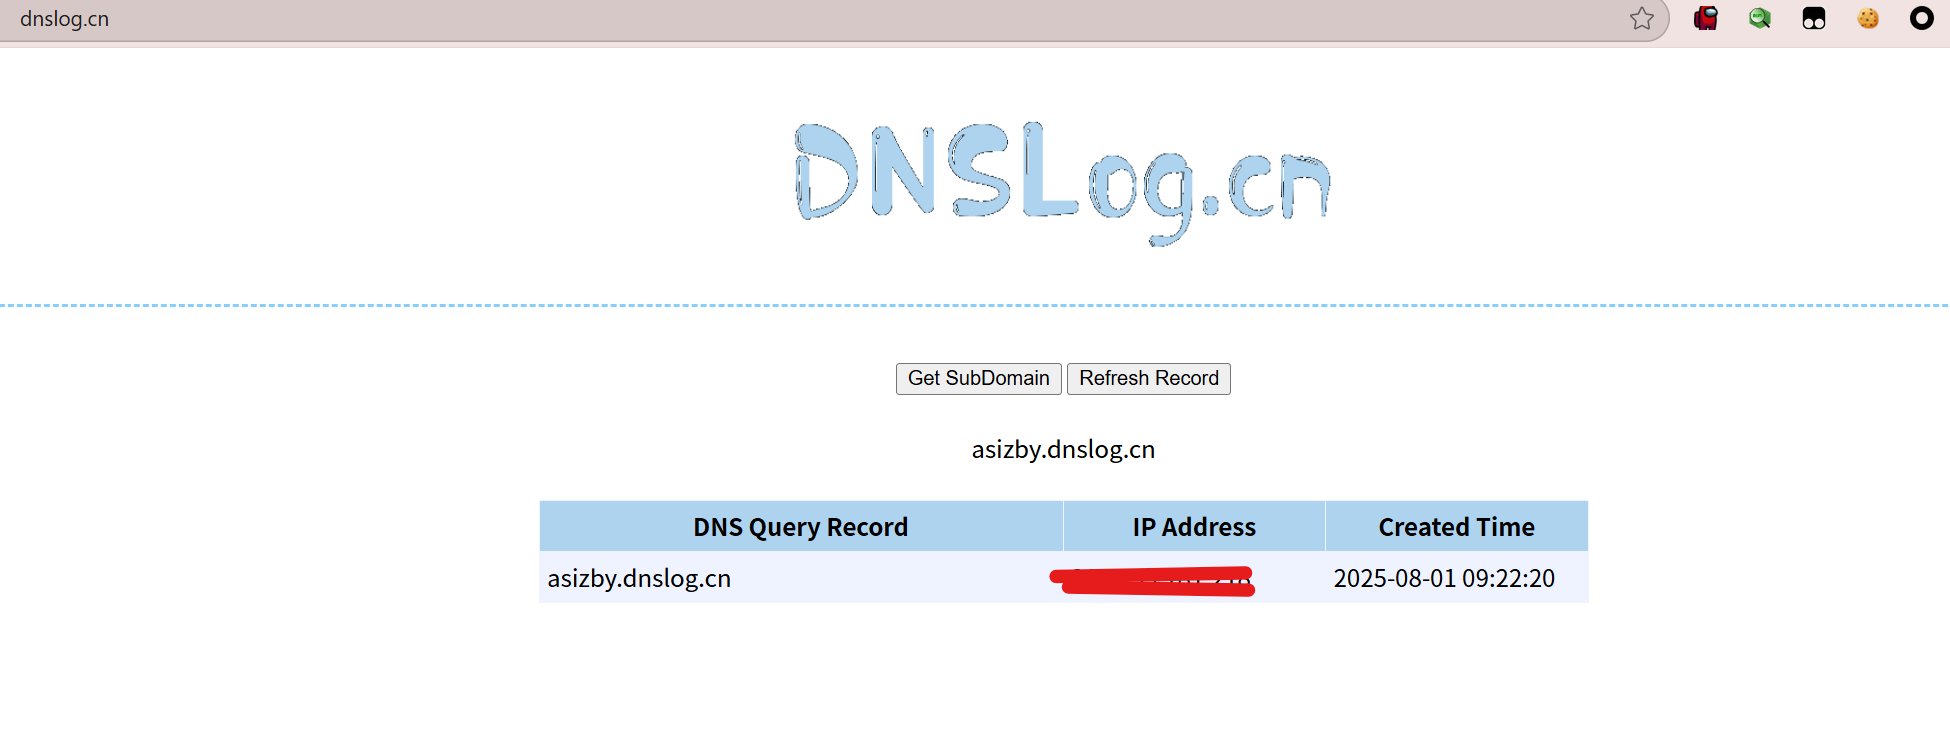 dnslog.cn
DNSLog.cn
Get SubDomain Refresh Record
asizby.dnslog.cn
DNS Query Record IP Address Created Time
asizby.dnslog.cn 2025-08-01 09:22:20